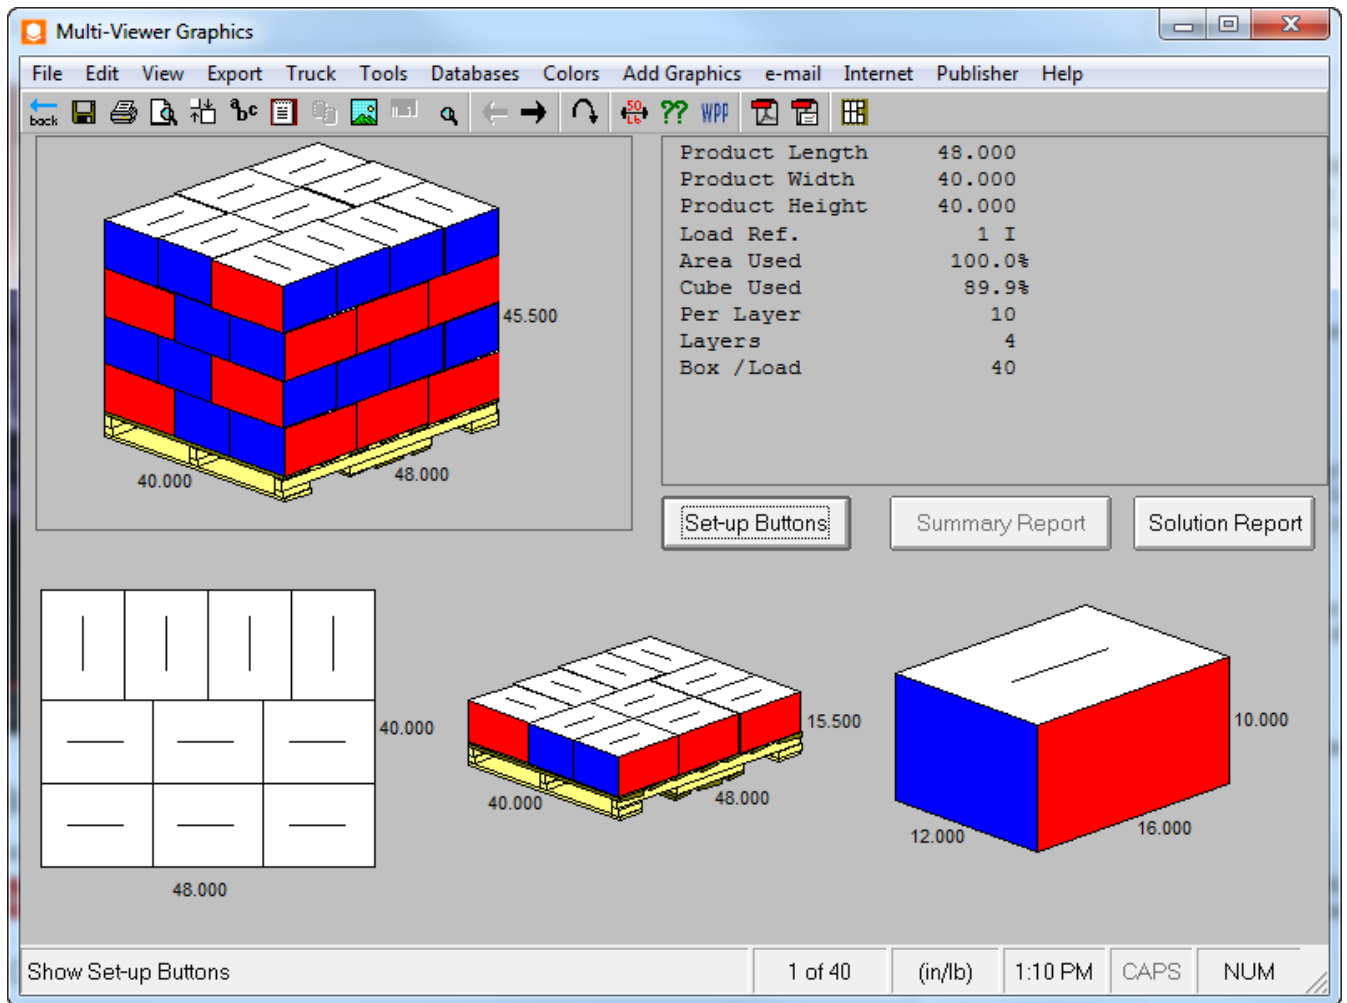 Multi-Viewer Graphics
File Edit View Export Truck Tools Databases Colors Add Graphics e-mail Internet Publisher Help
back abc 50 Lb ?? WPP
Product Length 48.000
Product Width 40.000
Product Height 40.000
Load Ref. 1 I
Area Used 100.0%
Cube Used 89.9%
Per Layer 10
Layers 4
Box /Load 40
45.500
40.000
48.000
Set-up Buttons
Summary Report
Solution Report
40.000
48.000
15.500
40.000
48.000
10.000
12.000
16.000
Show Set-up Buttons
1 of 40
(in/lb)
1:10 PM
CAPS
NUM